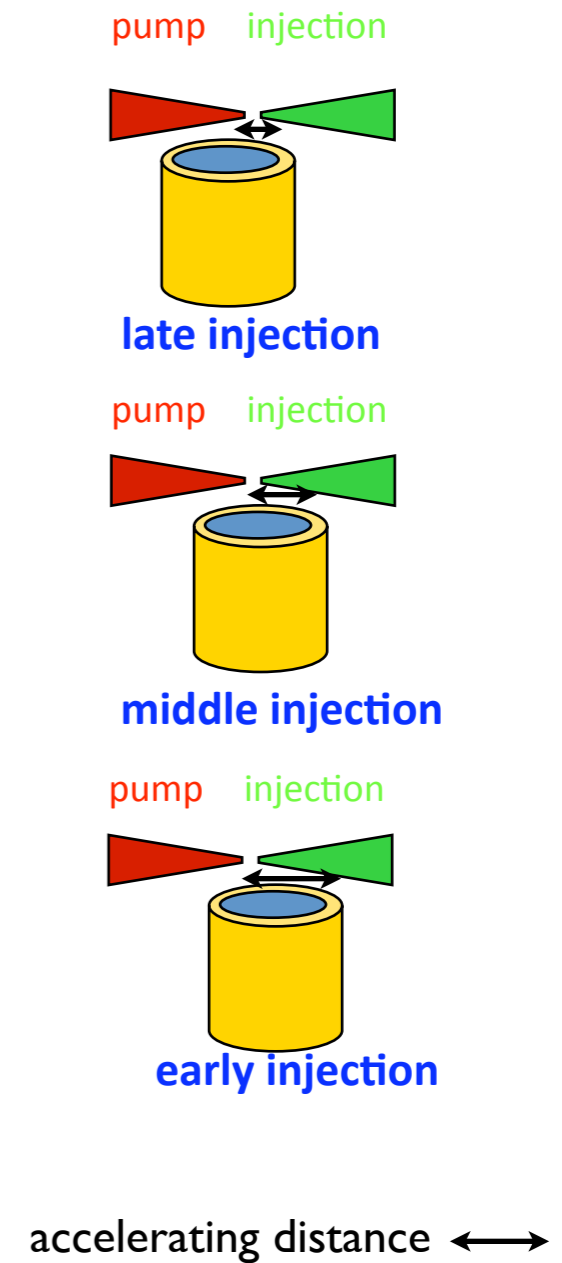 pump injection
late injection
pump injection
middle injection
pump injection
early injection
accelerating distance